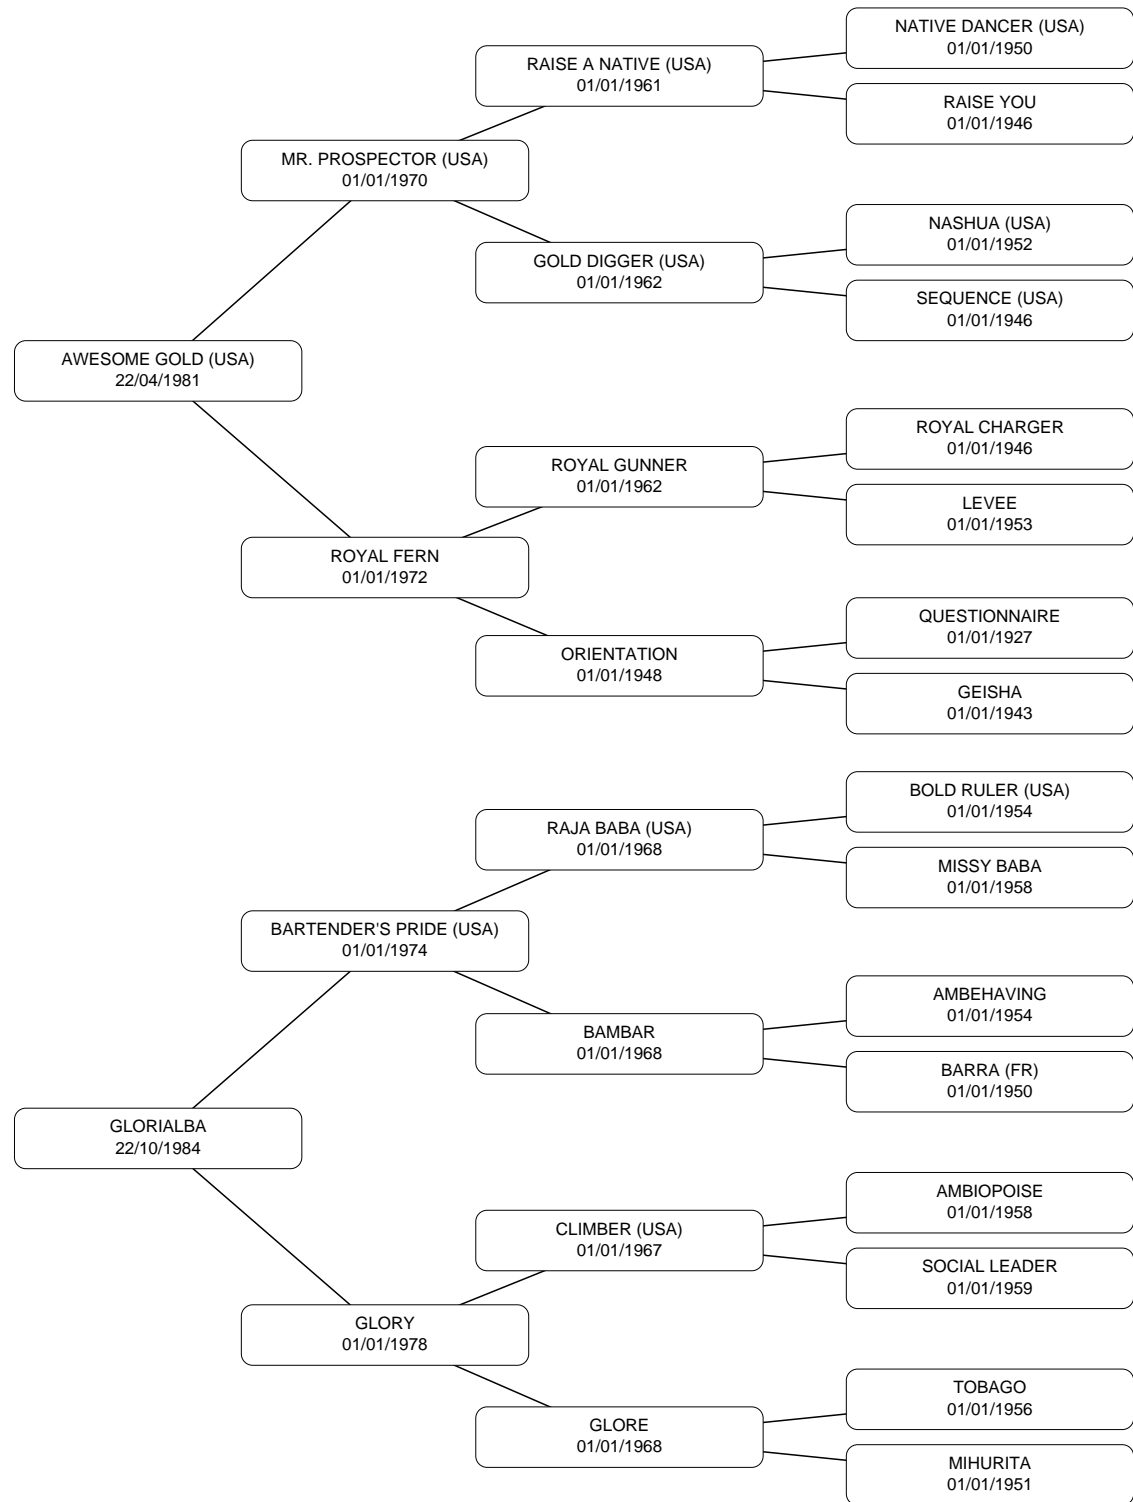 NATIVE DANCER (USA)
01/01/1950
RAISE A NATIVE (USA)
01/01/1961
RAISE YOU
01/01/1946
MR. PROSPECTOR (USA)
01/01/1970
NASHUA (USA)
01/01/1952
GOLD DIGGER (USA)
01/01/1962
SEQUENCE (USA)
01/01/1946
AWESOME GOLD (USA)
22/04/1981
ROYAL CHARGER
01/01/1946
ROYAL GUNNER
01/01/1962
LEVEE
01/01/1953
ROYAL FERN
01/01/1972
QUESTIONNAIRE
01/01/1927
ORIENTATION
01/01/1948
GEISHA
01/01/1943
BOLD RULER (USA)
01/01/1954
RAJA BABA (USA)
01/01/1968
MISSY BABA
01/01/1958
BARTENDER'S PRIDE (USA)
01/01/1974
AMBEHAVING
01/01/1954
BAMBAR
01/01/1968
BARRA (FR)
01/01/1950
GLORIALBA
22/10/1984
AMBIOPOISE
01/01/1958
CLIMBER (USA)
01/01/1967
SOCIAL LEADER
01/01/1959
GLORY
01/01/1978
TOBAGO
01/01/1956
GLORE
01/01/1968
MIHURITA
01/01/1951